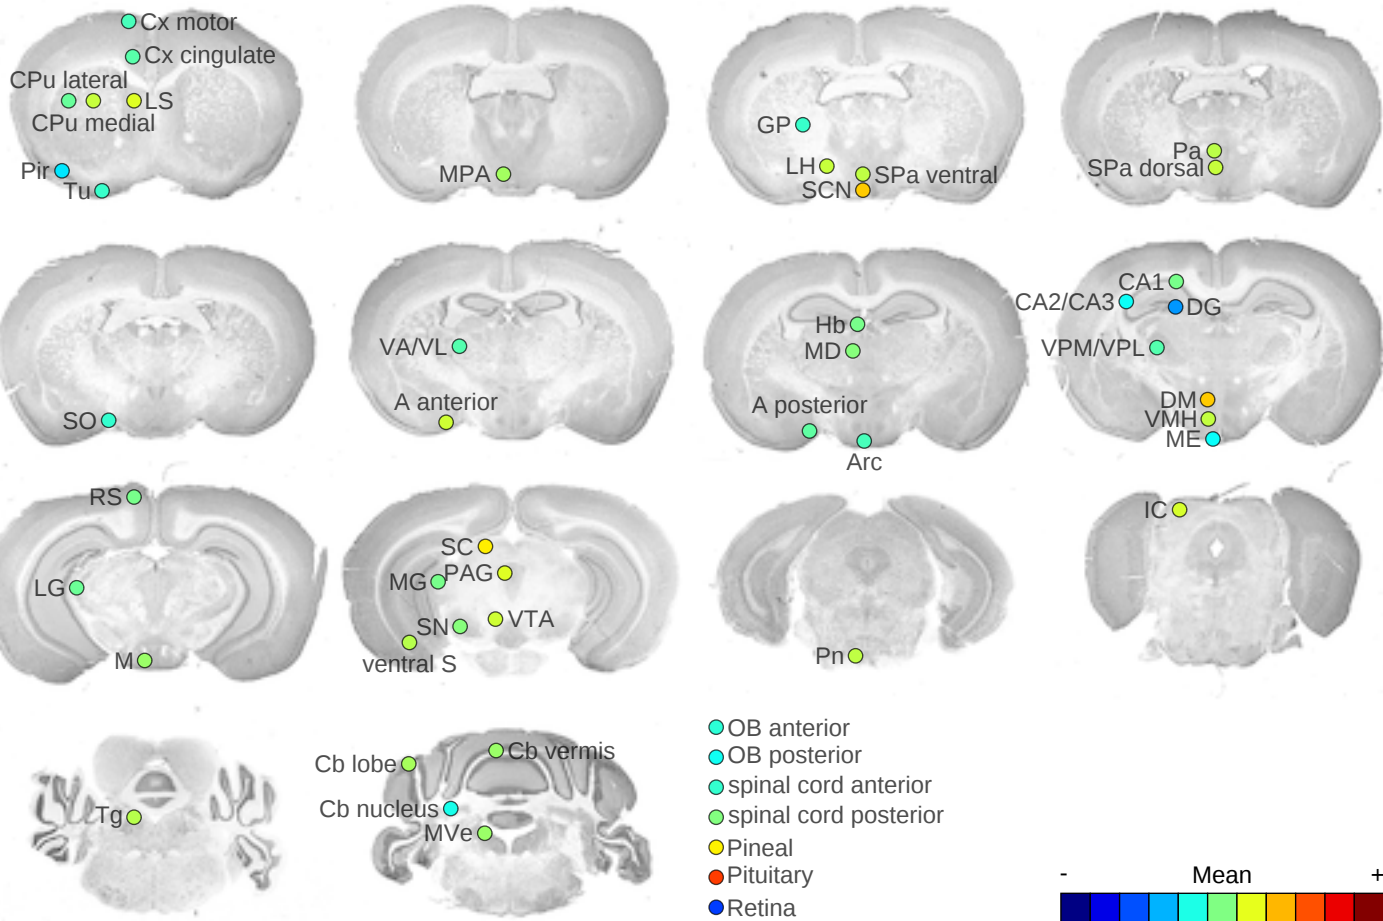 Cx motor
Cx cingulate
CPu lateral
LS
CPu medial
Pir
Tu
MPA
GP
LH
SPa ventral
SCN
Pa
SPa dorsal
SO
VA/VL
A anterior
Hb
MD
A posterior
Arc
CA1
CA2/CA3
DG
VPM/VPL
DM
VMH
ME
RS
LG
M
SC
PAG
MG
VTA
SN
ventral S
Pn
IC
Tg
Cb vermis
Cb lobe
Cb nucleus
MVe
OB anterior
OB posterior
spinal cord anterior
spinal cord posterior
Pineal
Pituitary
Retina
- Mean +